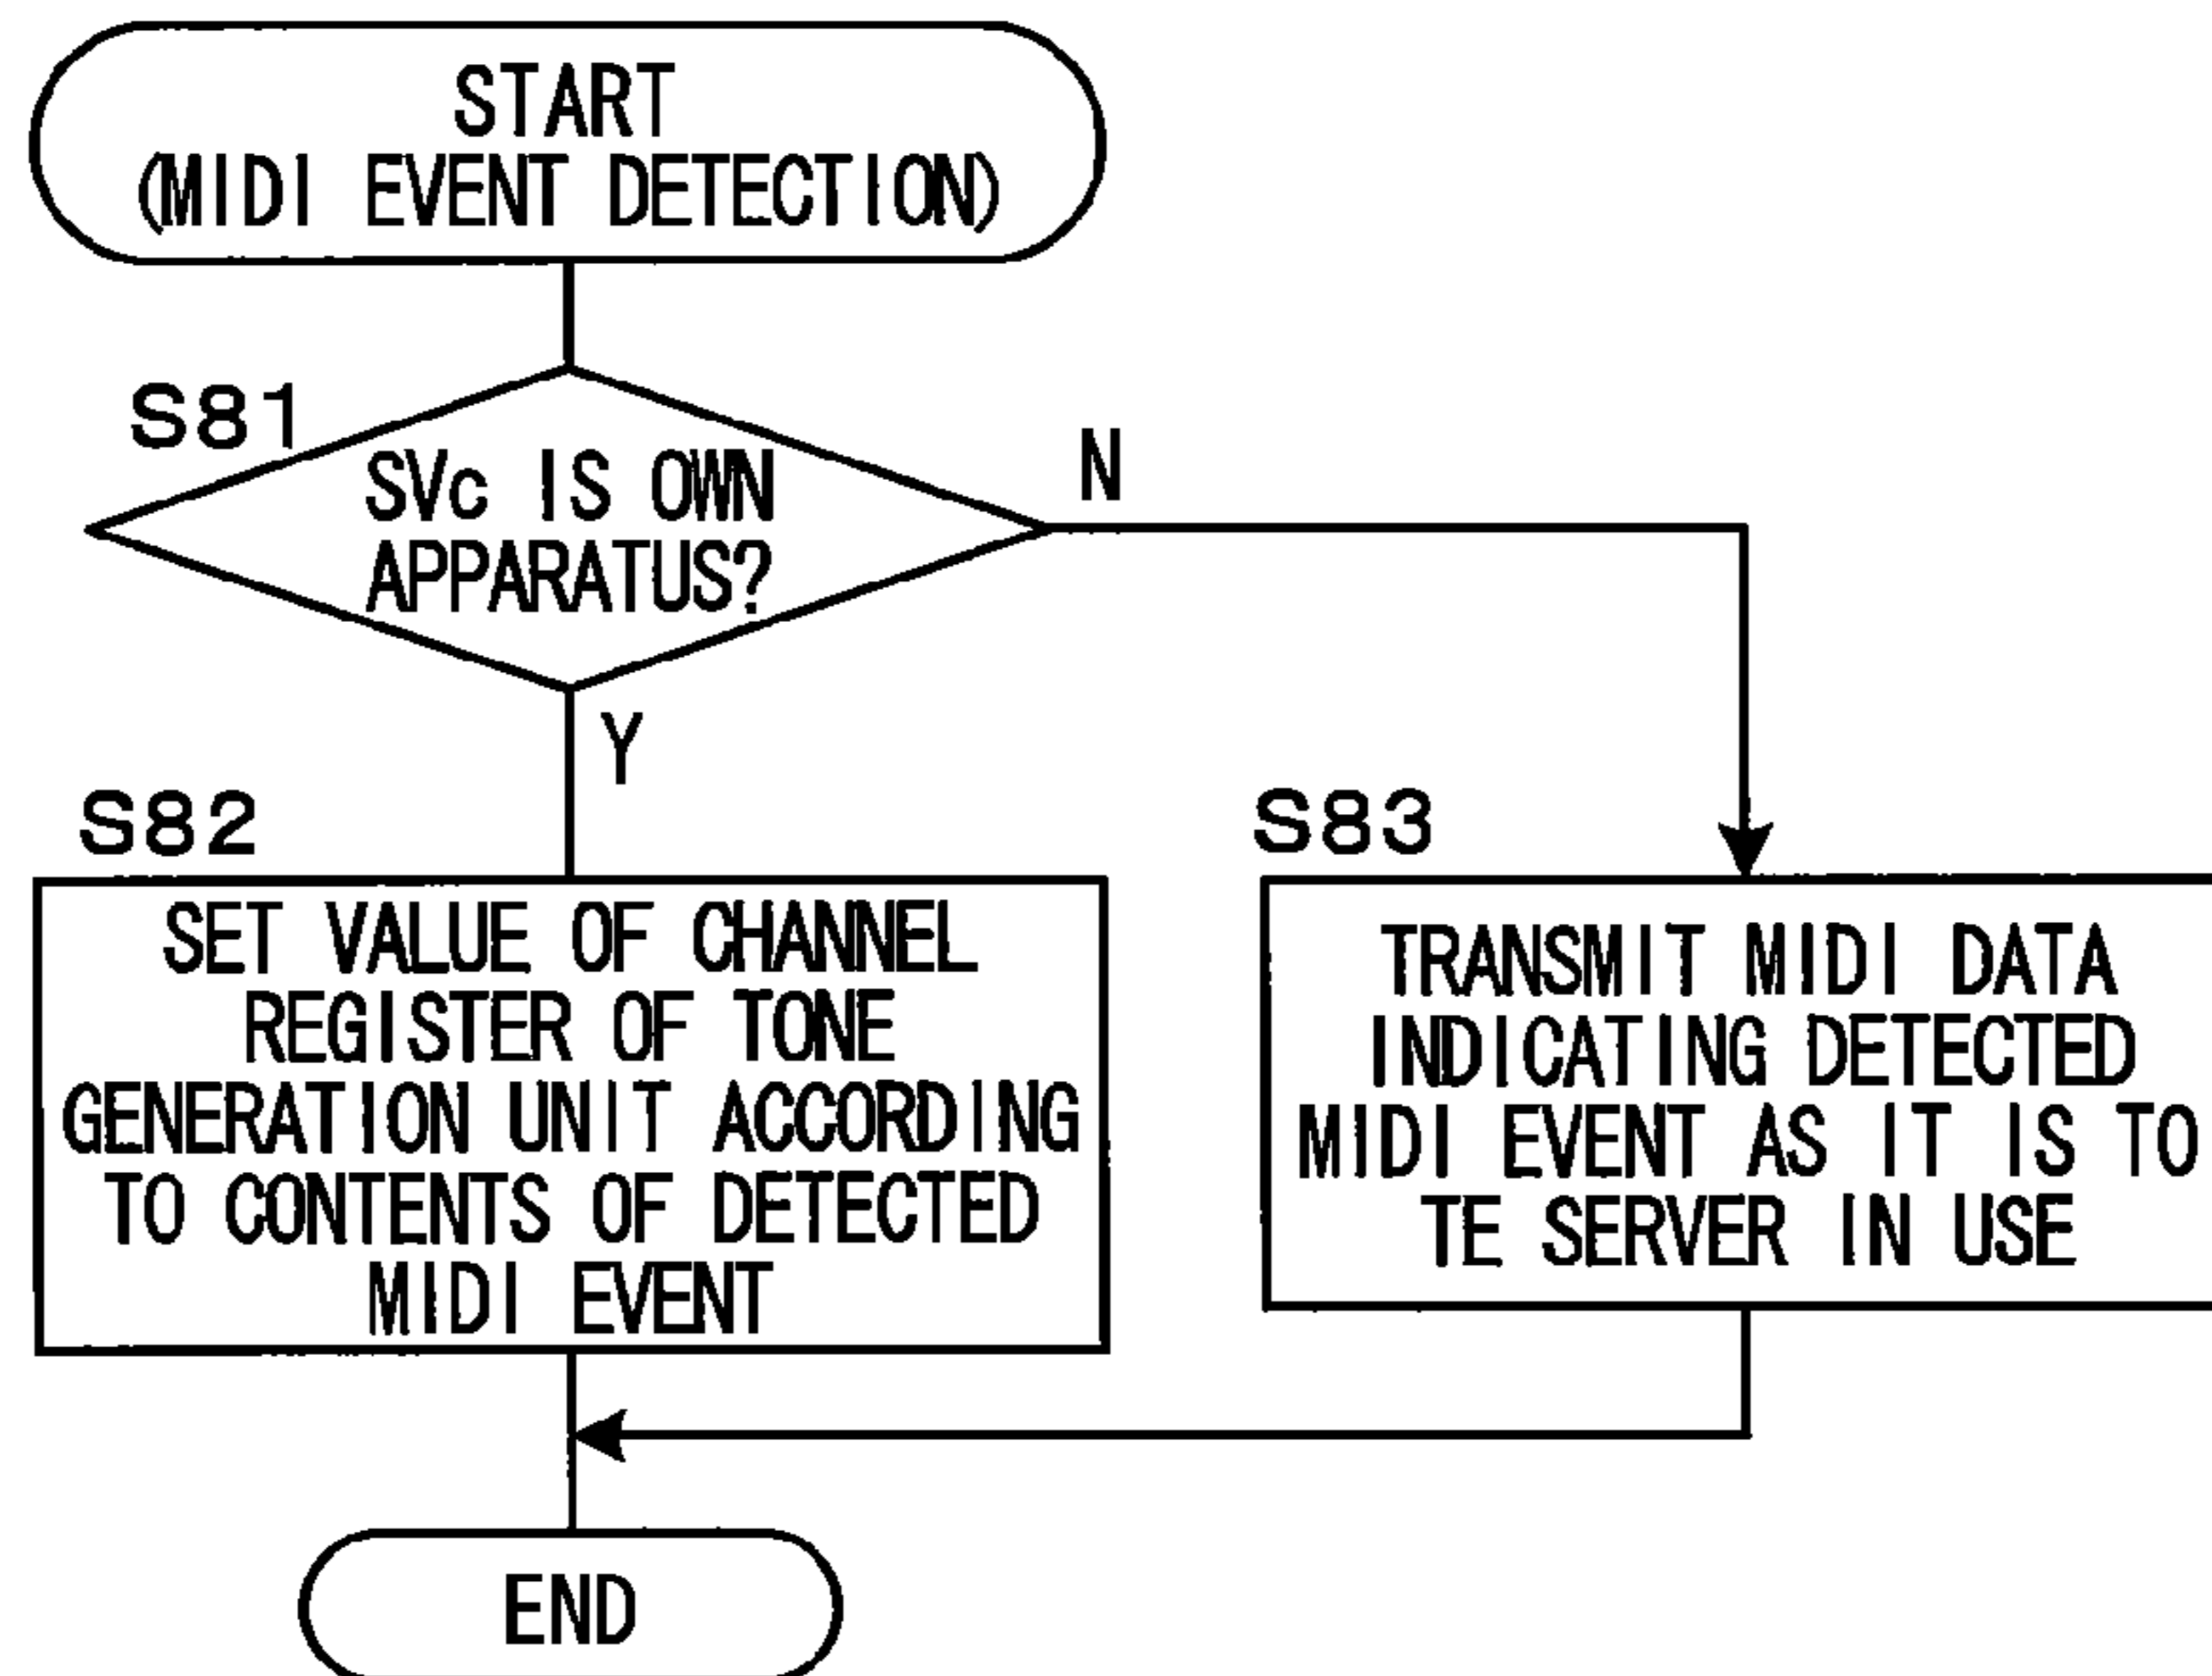 START
(MIDI EVENT DETECTION)
S81
SVc IS OWN
APPARATUS?
N
Y
S82
SET VALUE OF CHANNEL
REGISTER OF TONE
GENERATION UNIT ACCORDING
TO CONTENTS OF DETECTED
MIDI EVENT
S83
TRANSMIT MIDI DATA
INDICATING DETECTED
MIDI EVENT AS IT IS TO
TE SERVER IN USE
END